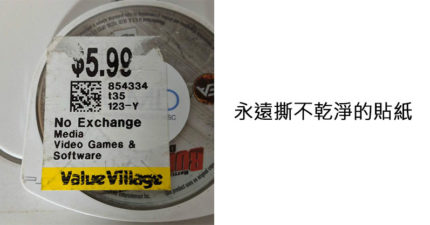 $5.99
854334
t35
123-Y
No Exchange
Media
Video Games &
Software
Value Village
永遠撕不乾淨的貼紙